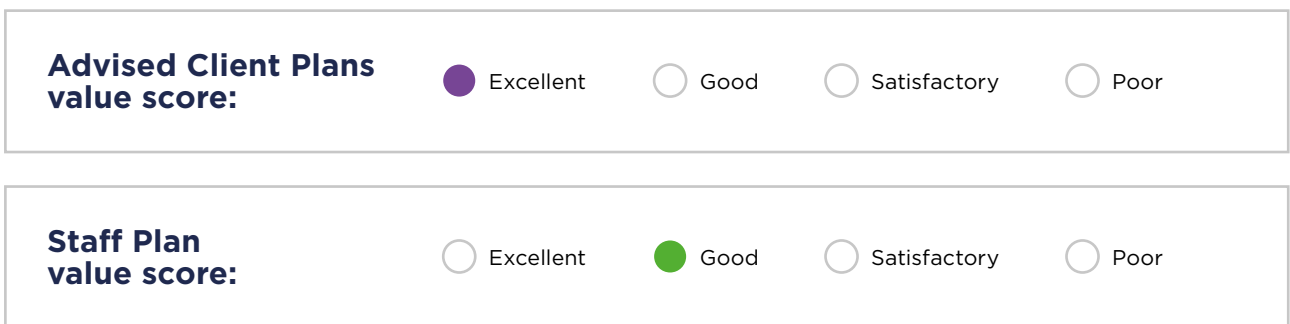 Advised Client Plans
value score:
Excellent Good Satisfactory Poor
Staff Plan
value score:
Excellent Good Satisfactory Poor